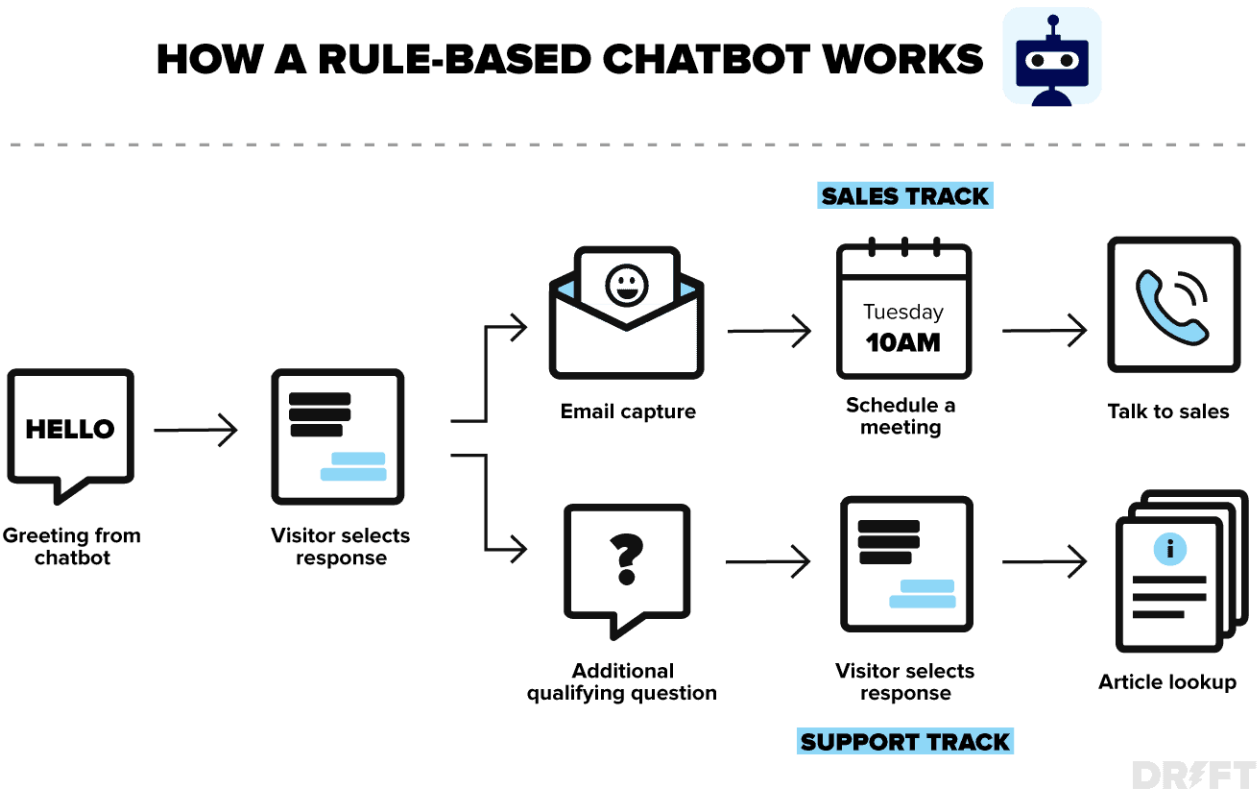 HOW A RULE-BASED CHATBOT WORKS
SALES TRACK
Tuesday
10AM
Email capture
Schedule a
meeting
Talk to sales
HELLO
Greeting from
chatbot
Visitor selects
response
?
Additional
qualifying question
Visitor selects
response
i
Article lookup
SUPPORT TRACK
DRIFT